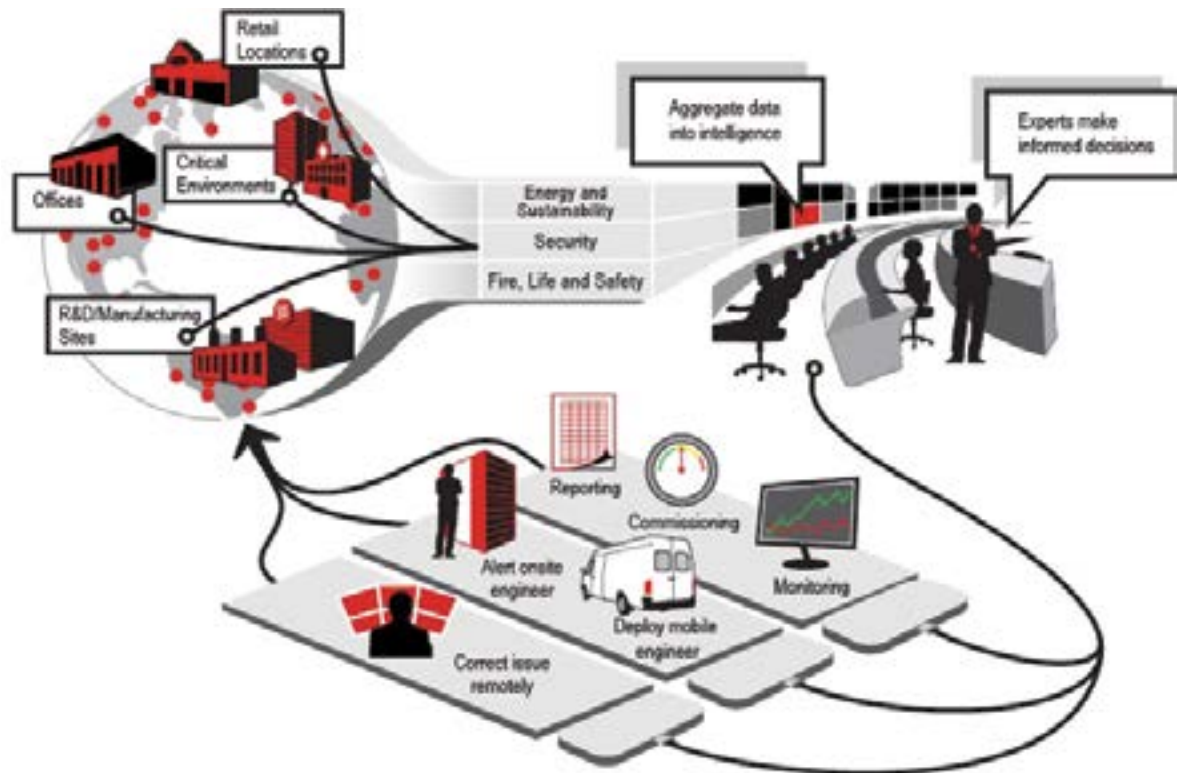 Retail
Locations
Critical
Environments
Offices
R&D/Manufacturing
Sites
Energy and
Sustainability
Security
Fire, Life and Safety
Aggregate data
into intelligence
Experts make
informed decisions
Reporting
Commissioning
Monitoring
Alert onsite
engineer
Deploy mobile
engineer
Correct issue
remotely